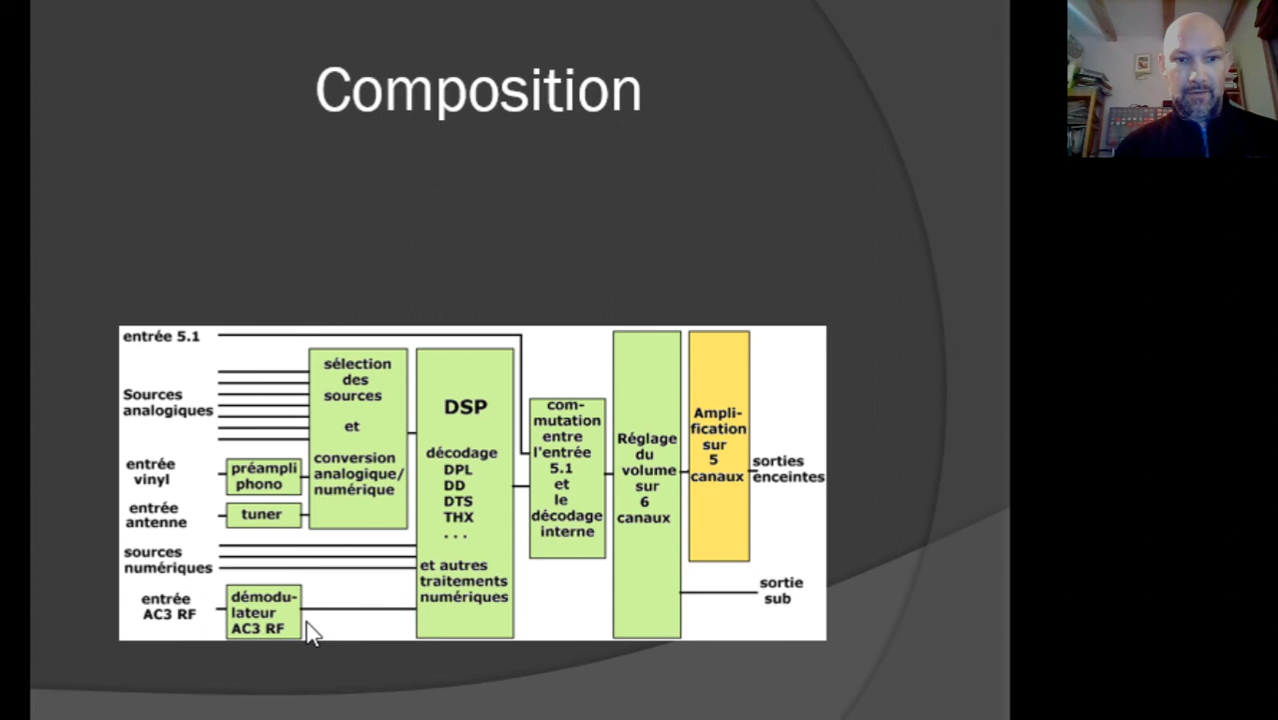 Composition
entrée 5.1
Sources
analogiques
entrée
vinyl
entrée
antenne
sources
numériques
entrée
AC3 RF
préampli
phono
tuner
démodu-
lateur
AC3 RF
sélection
des
sources
et
conversion
analogique/
numérique
DSP
décodage
DPL
DD
DTS
THX
. . .
et autres
traitements
numériques
com-
mutation
entre
l'entrée
5.1
et
le
décodage
interne
Réglage
du
volume
sur
6
canaux
Ampli-
fication
sur
5
canaux
sorties
enceintes
sortie
sub